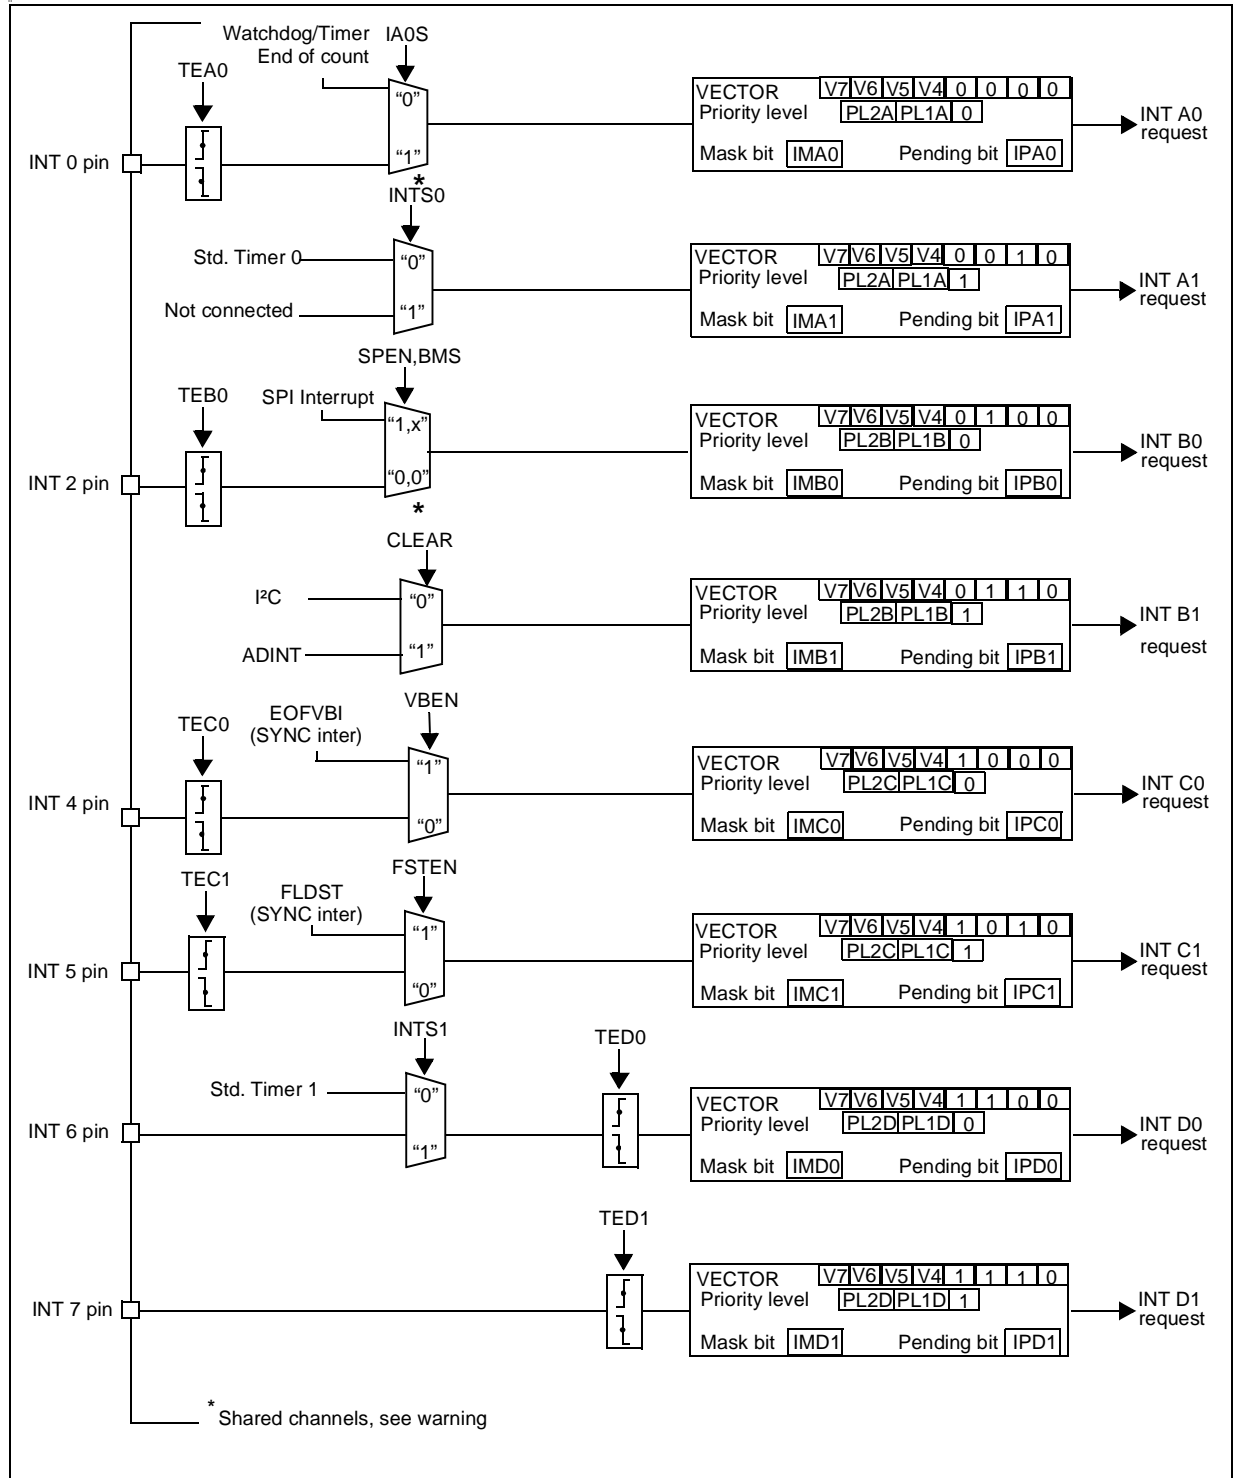 Watchdog/Timer IA0S
End of count
TEA0
“0”
“1”
INT 0 pin
VECTOR V7 V6 V5 V4 0 0 0 0
Priority level PL2A PL1A 0
Mask bit IMA0 Pending bit IPA0
INT A0
request
*
INTS0
Std. Timer 0
“0”
Not connected
“1”
VECTOR V7 V6 V5 V4 0 0 1 0
Priority level PL2A PL1A 1
Mask bit IMA1 Pending bit IPA1
INT A1
request
SPEN,BMS
TEB0
SPI Interrupt
“1,x”
“0,0”
INT 2 pin
*
VECTOR V7 V6 V5 V4 0 1 0 0
Priority level PL2B PL1B 0
Mask bit IMB0 Pending bit IPB0
INT B0
request
CLEAR
I²C
“0”
ADINT
“1”
VECTOR V7 V6 V5 V4 0 1 1 0
Priority level PL2B PL1B 1
Mask bit IMB1 Pending bit IPB1
INT B1
request
VBEN
EOFVBI
(SYNC inter)
TEC0
“1”
“0”
INT 4 pin
VECTOR V7 V6 V5 V4 1 0 0 0
Priority level PL2C PL1C 0
Mask bit IMC0 Pending bit IPC0
INT C0
request
FSTEN
TEC1
FLDST
(SYNC inter)
“1”
“0”
INT 5 pin
VECTOR V7 V6 V5 V4 1 0 1 0
Priority level PL2C PL1C 1
Mask bit IMC1 Pending bit IPC1
INT C1
request
INTS1
TED0
Std. Timer 1
“0”
“1”
INT 6 pin
VECTOR V7 V6 V5 V4 1 1 0 0
Priority level PL2D PL1D 0
Mask bit IMD0 Pending bit IPD0
INT D0
request
TED1
INT 7 pin
VECTOR V7 V6 V5 V4 1 1 1 0
Priority level PL2D PL1D 1
Mask bit IMD1 Pending bit IPD1
INT D1
request
* Shared channels, see warning